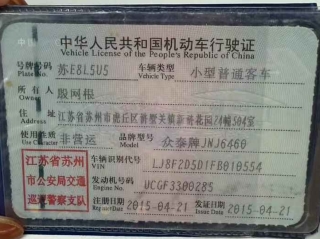 中华人民共和国机动车行驶证
Vehicle License of the People's Republic of China
号牌号码 苏E8L5U5 车辆类型 小型普通客车
Plate No. Vehicle Type
所有人 殷网根
Owner
住址 江苏省苏州市虎丘区浒墅关镇新浒花园74幢504室
Address
使用性质 非营运 品牌型号 众泰牌JNJ6460
Use Character Model
江苏省苏州
市公安局交通
巡逻警察支队
车辆识别代号 LJ8F2D5D1FB010554
VIN
发动机号码 UCGF3300285
Engine No.
注册日期 2015-04-21 发证日期 2015-04-21
Register Date Issue Date